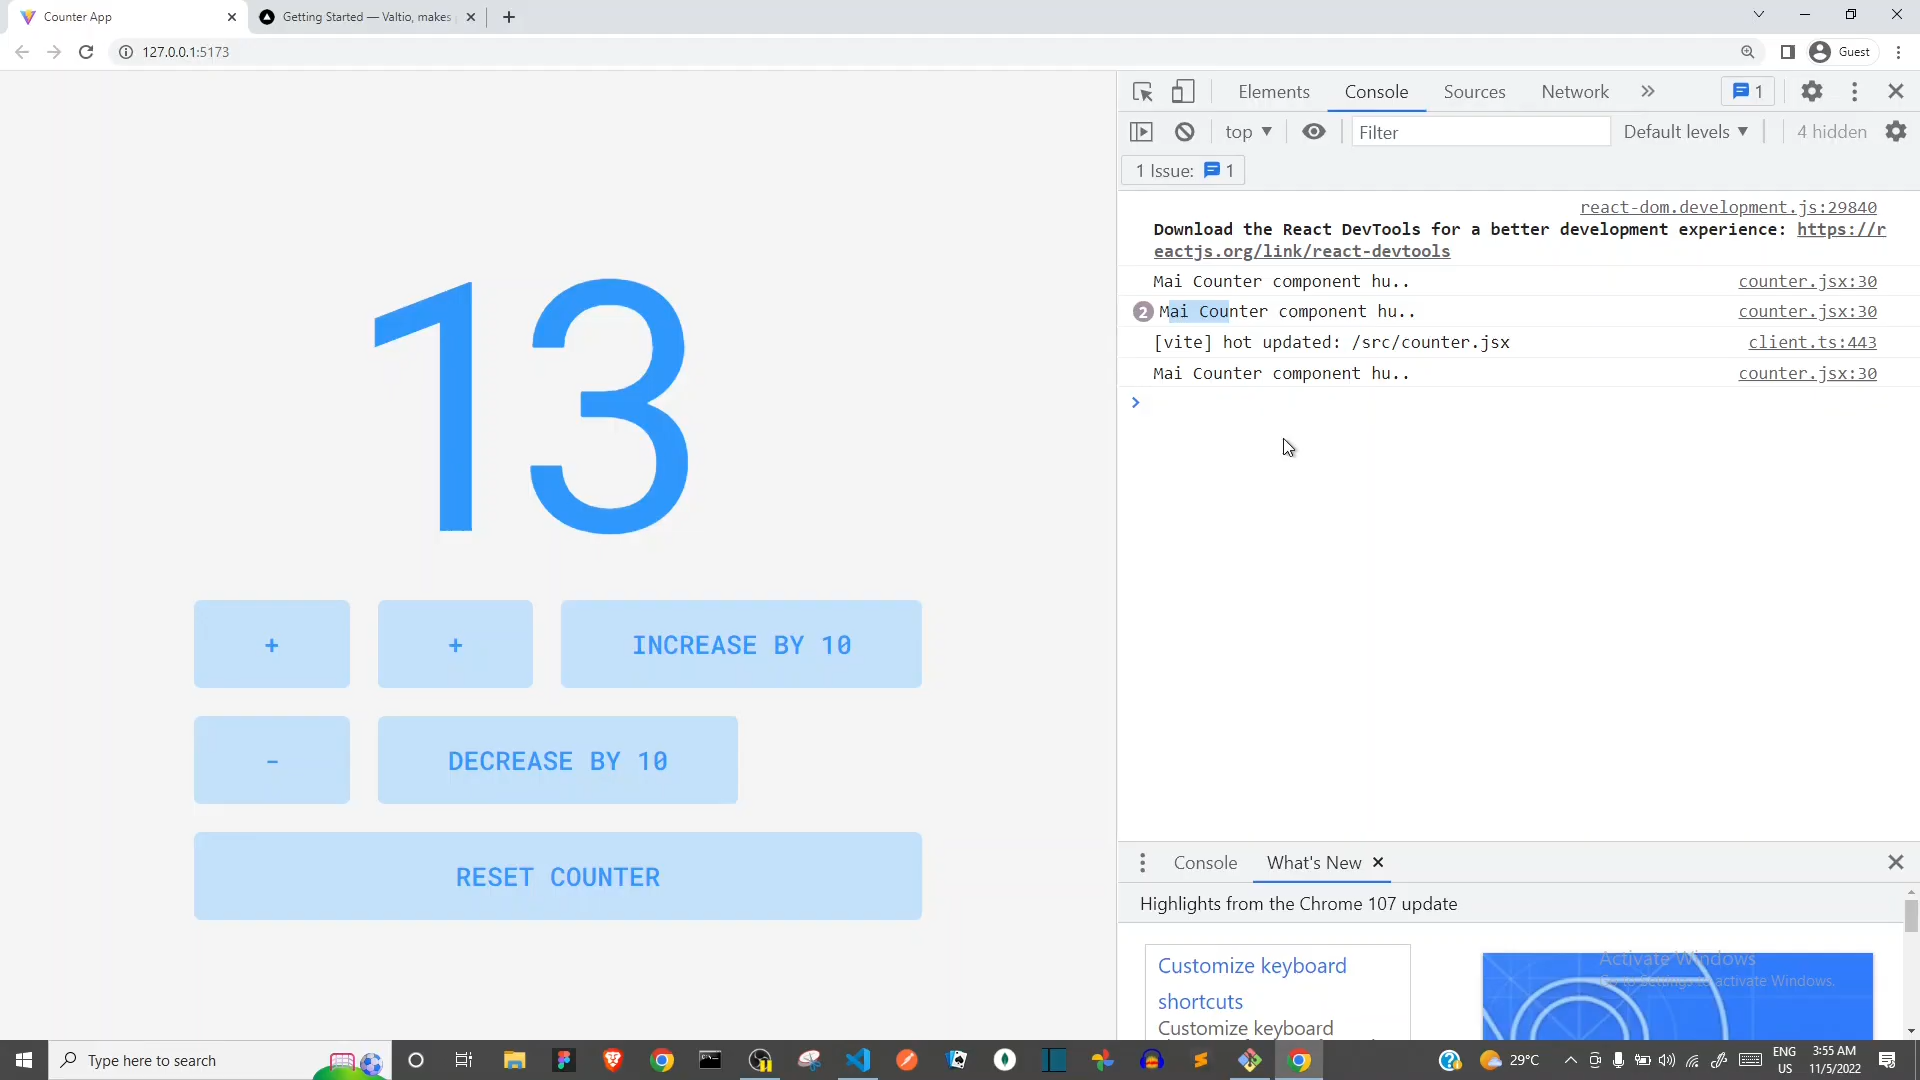 Counter App
Getting Started — Valtio, makes
127.0.0.1:5173
Guest
Elements
Console
Sources
Network
1
top
Filter
Default levels
4 hidden
1 Issue: 1
react-dom.development.js:29840
Download the React DevTools for a better development experience: https://r
eactjs.org/link/react-devtools
Mai Counter component hu.. counter.jsx:30
2 Mai Counter component hu.. counter.jsx:30
[vite] hot updated: /src/counter.jsx client.ts:443
Mai Counter component hu.. counter.jsx:30
13
+ + INCREASE BY 10
- DECREASE BY 10
RESET COUNTER
Console
What's New
Highlights from the Chrome 107 update
Customize keyboard
shortcuts
Customize keyboard
Activate Windows
Go to Settings to activate Windows.
Type here to search
29°C
ENG
US
3:55 AM
11/5/2022